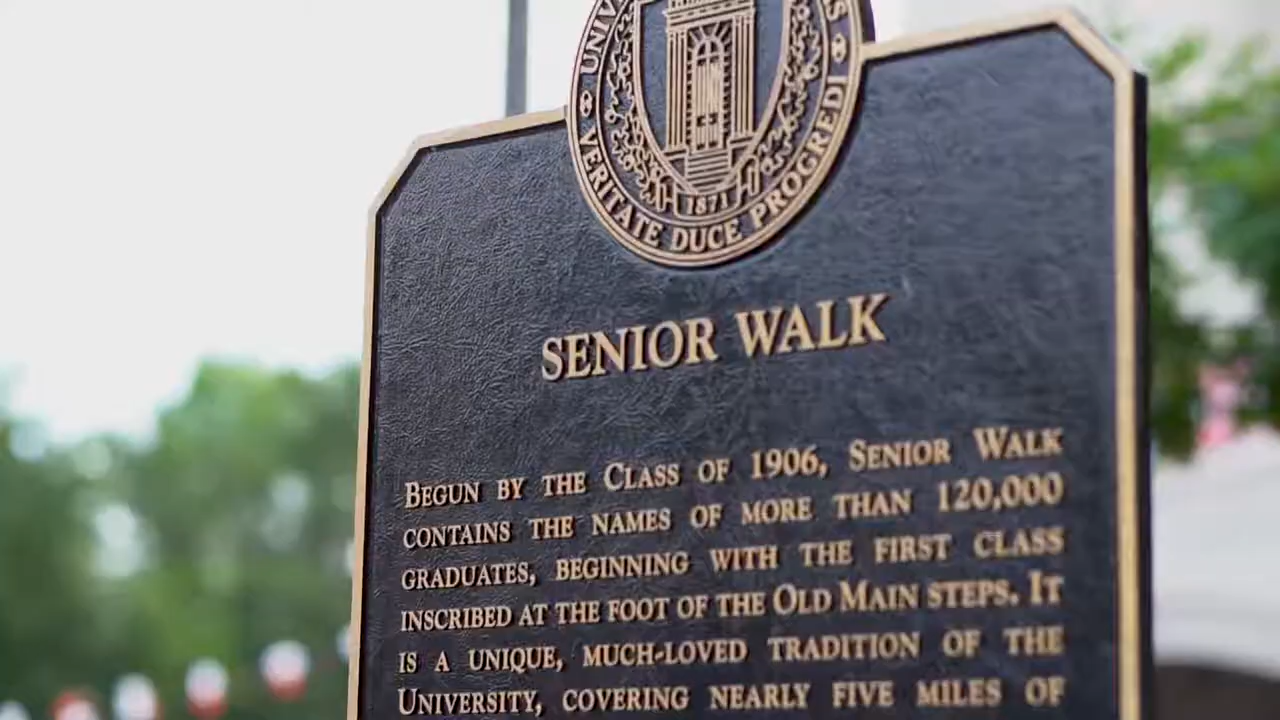 UNIV S
VERITATE DUCE PROGREDI
1871
SENIOR WALK
BEGUN BY THE CLASS OF 1906, SENIOR WALK
CONTAINS THE NAMES OF MORE THAN 120,000
GRADUATES, BEGINNING WITH THE FIRST CLASS
INSCRIBED AT THE FOOT OF THE OLD MAIN STEPS. IT
IS A UNIQUE, MUCH-LOVED TRADITION OF THE
UNIVERSITY, COVERING NEARLY FIVE MILES OF